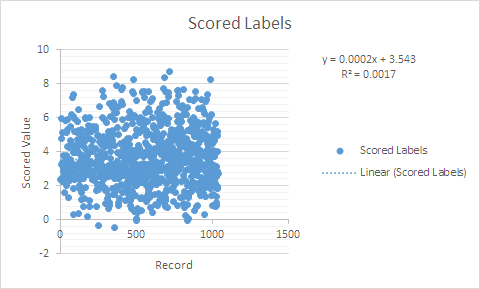 Scored Labels
y = 0.0002x + 3.543
R² = 0.0017
10
8
6
4
2
0
-2
0 500 1000 1500
Scored Value
Record
Scored Labels
Linear (Scored Labels)